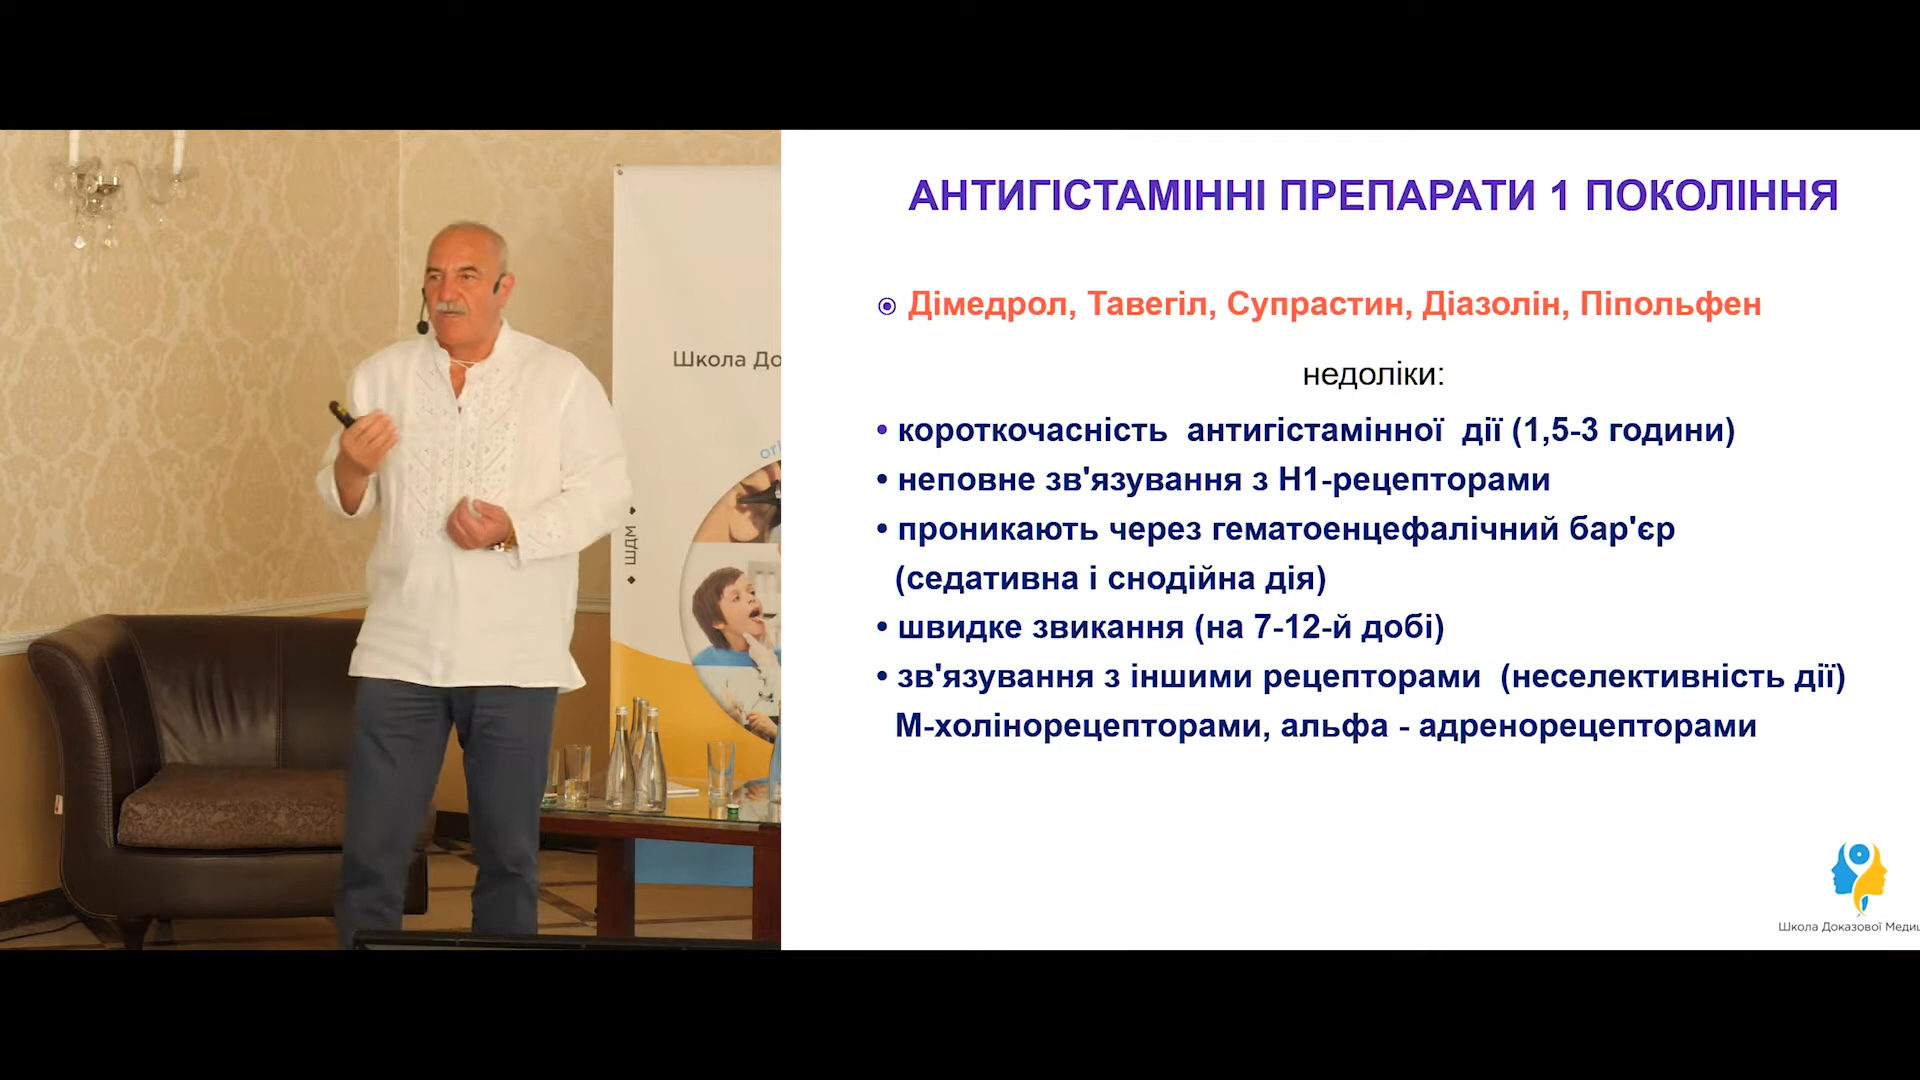 АНТИГІСТАМІННІ ПРЕПАРАТИ 1 ПОКОЛІННЯ
Дімедрол, Тавегіл, Супрастин, Діазолін, Піпольфен
недоліки:
• короткочасність антигістамінної дії (1,5-3 години)
• неповне зв'язування з Н1-рецепторами
• проникають через гематоенцефалічний бар'єр
(седативна і снодійна дія)
• швидке звикання (на 7-12-й добі)
• зв'язування з іншими рецепторами (неселективність дії)
М-холінорецепторами, альфа - адренорецепторами
Школа Доказової
Школа
ШДМ